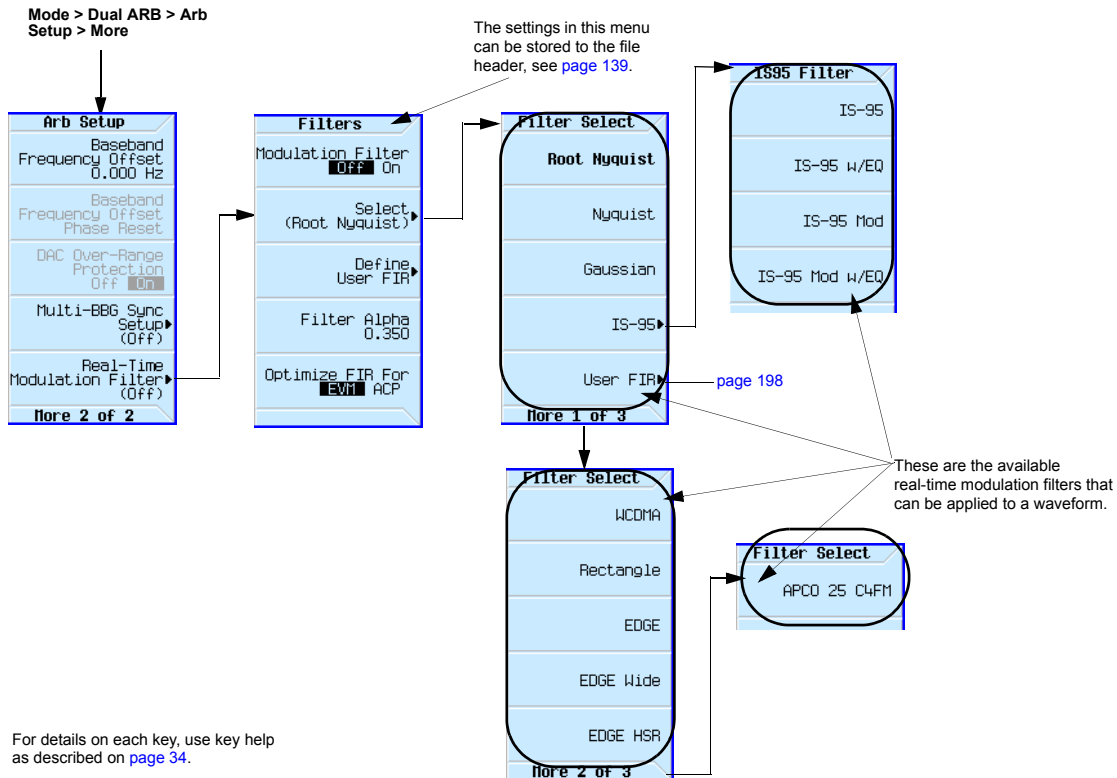 Mode > Dual ARB > Arb
Setup > More
The settings in this menu
can be stored to the file
header, see page 139.
Arb Setup
Baseband
Frequency Offset
0.000 Hz
Baseband
Frequency Offset
Phase Reset
DAC Over-Range
Protection
Off On
Multi-BBG Sync
Setup
(Off)
Real-Time
Modulation Filter
(Off)
More 2 of 2
Filters
Modulation Filter
Off On
Select
(Root Nyquist)
Define
User FIR
Filter Alpha
0.350
Optimize FIR For
EVM ACP
Filter Select
Root Nyquist
Nyquist
Gaussian
IS-95
User FIR
More 1 of 3
page 198
IS95 Filter
IS-95
IS-95 w/EQ
IS-95 Mod
IS-95 Mod w/EQ
These are the available
real-time modulation filters that
can be applied to a waveform.
Filter Select
WCDMA
Rectangle
EDGE
EDGE Wide
EDGE HSR
More 2 of 3
Filter Select
APCO 25 C4FM
For details on each key, use key help
as described on page 34.